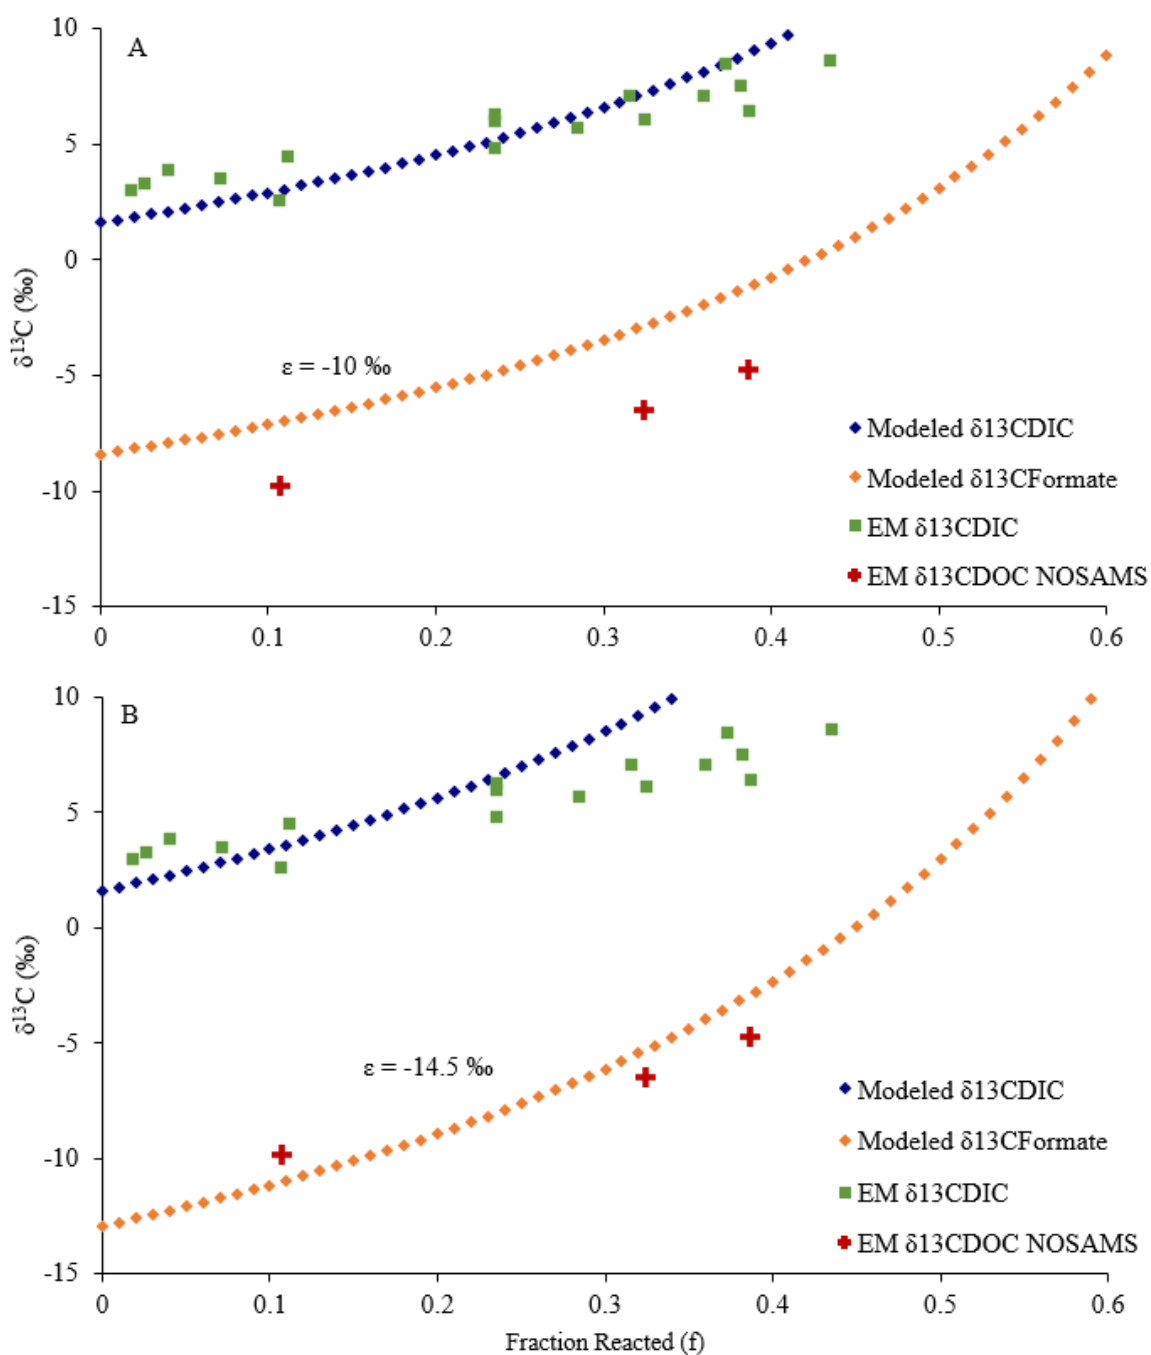 A
10
5
0
-5
-10
-15
δ13C (‰)
ε = -10 ‰
Modeled δ13CDIC
Modeled δ13CFormate
EM δ13CDIC
EM δ13CDOC NOSAMS
0 0.1 0.2 0.3 0.4 0.5 0.6
B
10
5
0
-5
-10
-15
δ13C (‰)
ε = -14.5 ‰
Modeled δ13CDIC
Modeled δ13CFormate
EM δ13CDIC
EM δ13CDOC NOSAMS
0 0.1 0.2 0.3 0.4 0.5 0.6
Fraction Reacted (f)